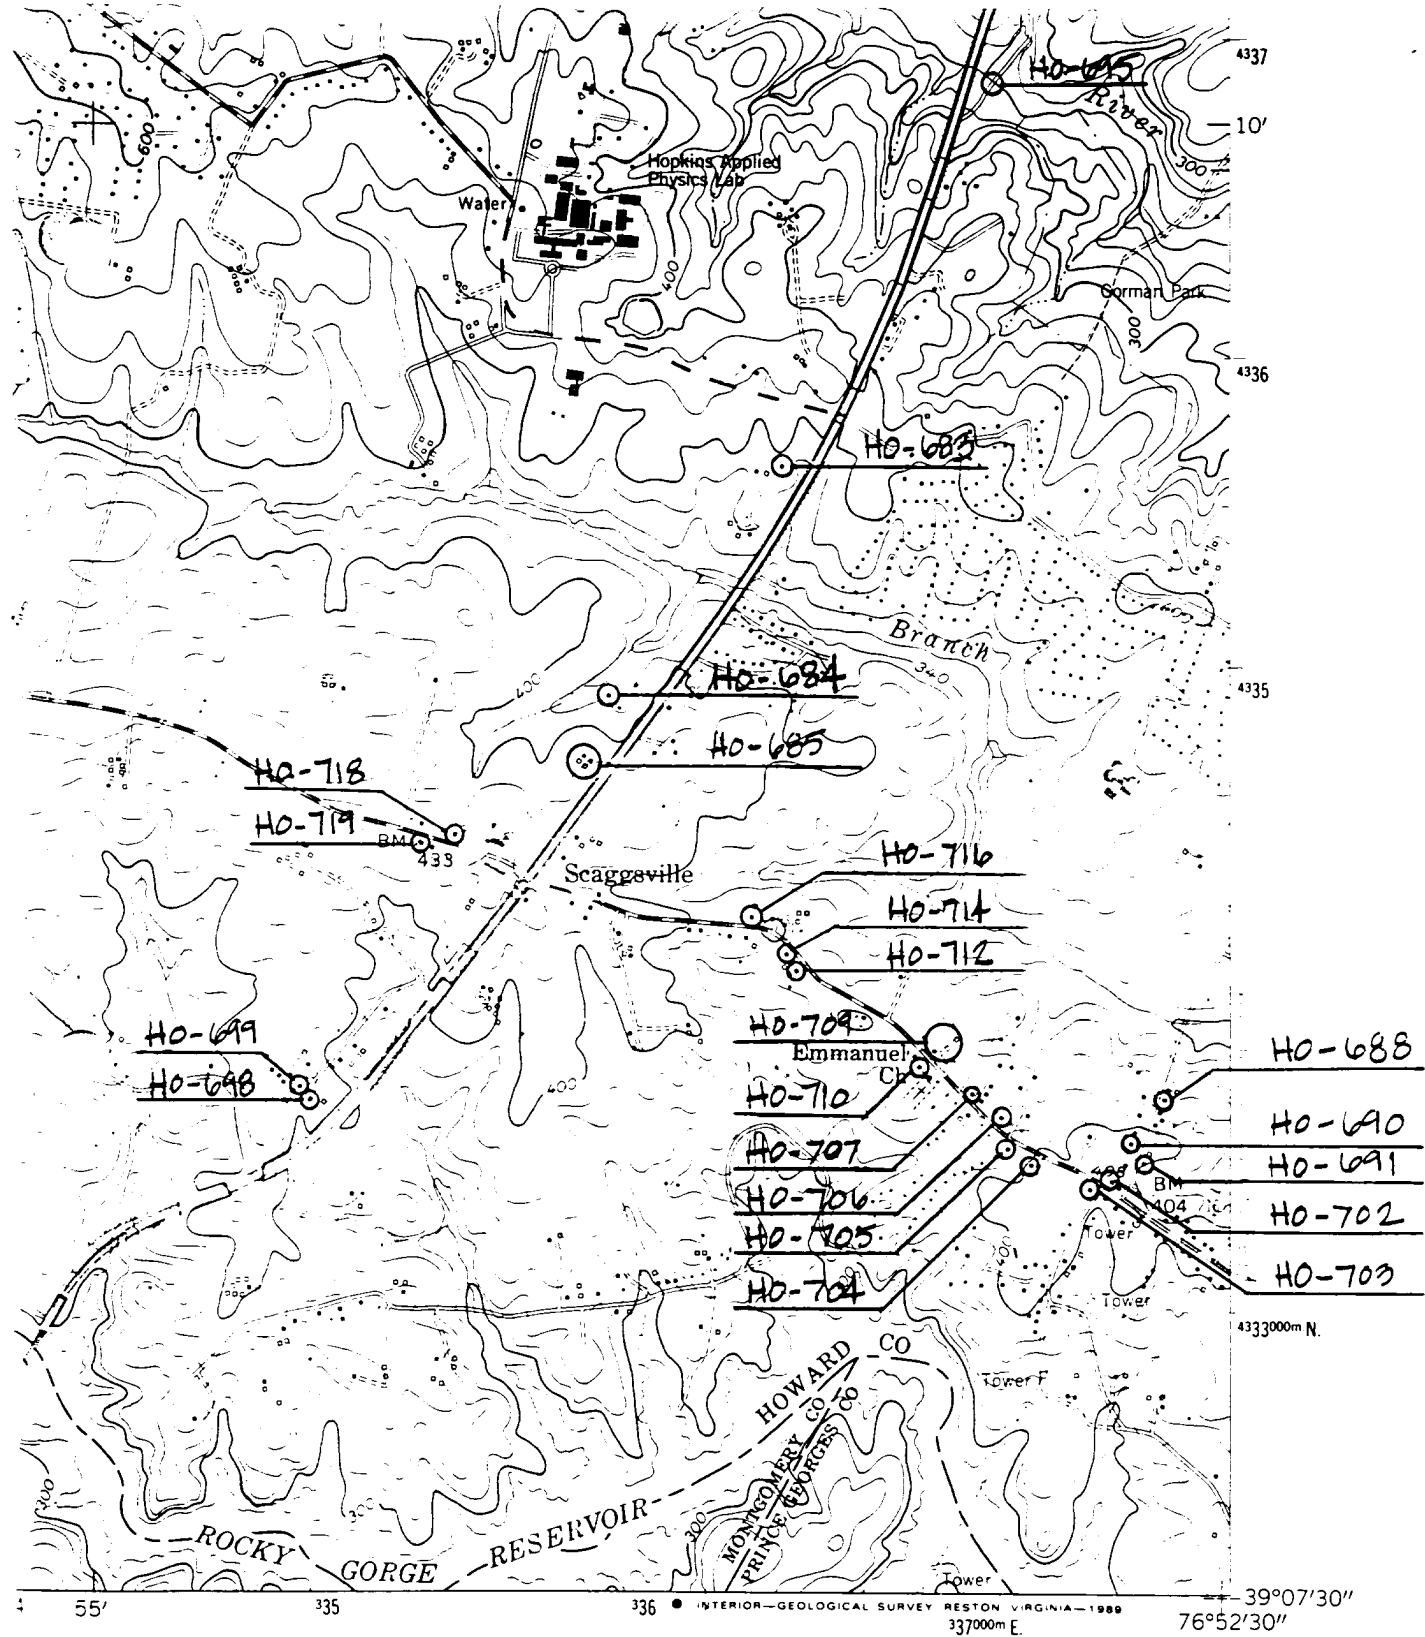 4337
HO-695
River
10'
600
300
Hopkins Applied
Physics Lab
Water
400
Gorman Park
300
4336
HO-683
Branch
340
HO-684
400
4335
HO-685
HO-718
HO-719
BM
433
Scaggsville
HO-716
HO-714
HO-712
HO-699
HO-698
400
HO-709
Emmanuel
Ch
HO-710
HO-707
HO-706
HO-705
HO-704
HO-688
HO-690
HO-691
BM
404
HO-702
Tower
HO-703
Tower
4333000m N.
HOWARD CO
Tower
MONTGOMERY CO
PRINCE GEORGES CO
300
300
300
ROCKY GORGE RESERVOIR
Tower
39°07'30"
55'
335
336
INTERIOR—GEOLOGICAL SURVEY RESTON VIRGINIA—1989
337000m E.
76°52'30"